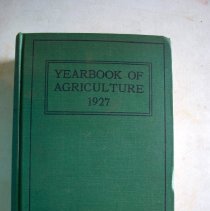 YEARBOOK OF
AGRICULTURE
1927